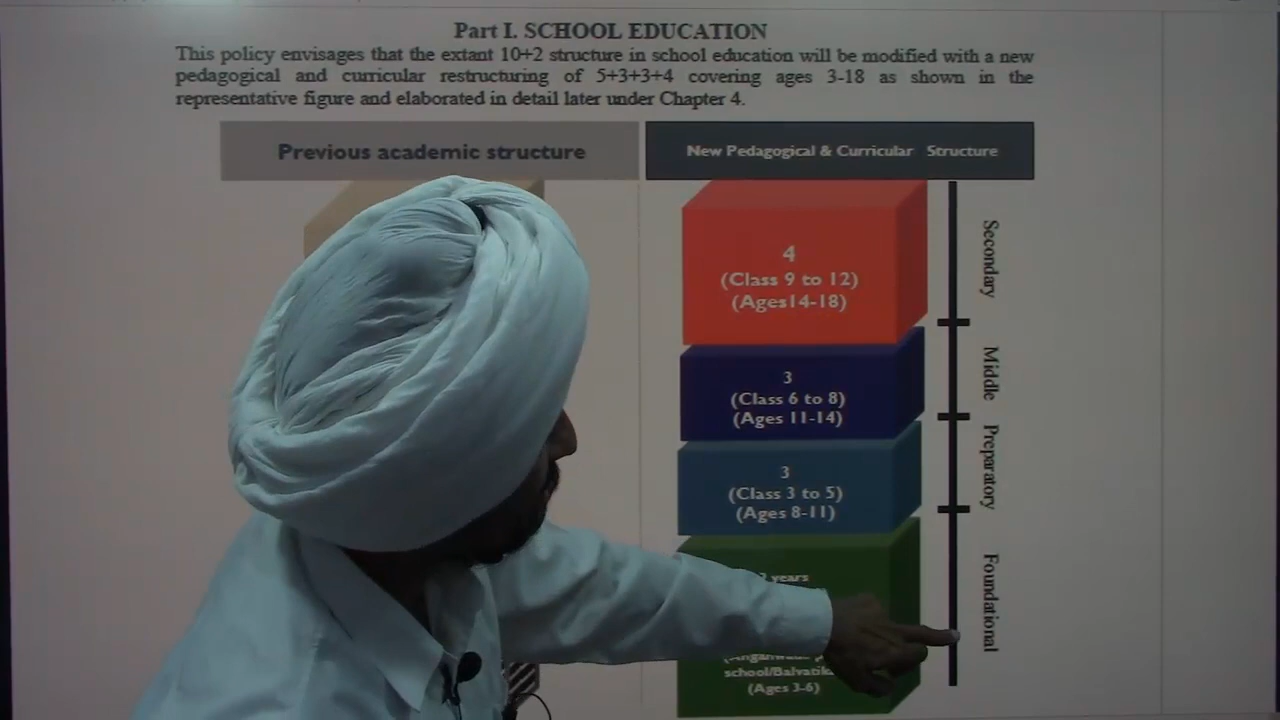 Part I. SCHOOL EDUCATION
This policy envisages that the extant 10+2 structure in school education will be modified with a new
pedagogical and curricular restructuring of 5+3+3+4 covering ages 3-18 as shown in the
representative figure and elaborated in detail later under Chapter 4.
Previous academic structure
New Pedagogical & Curricular Structure
4
(Class 9 to 12)
(Ages14-18)
Secondary
3
(Class 6 to 8)
(Ages 11-14)
Middle
3
(Class 3 to 5)
(Ages 8-11)
Preparatory
years
school/Balvatik
(Ages 3-6)
Foundational